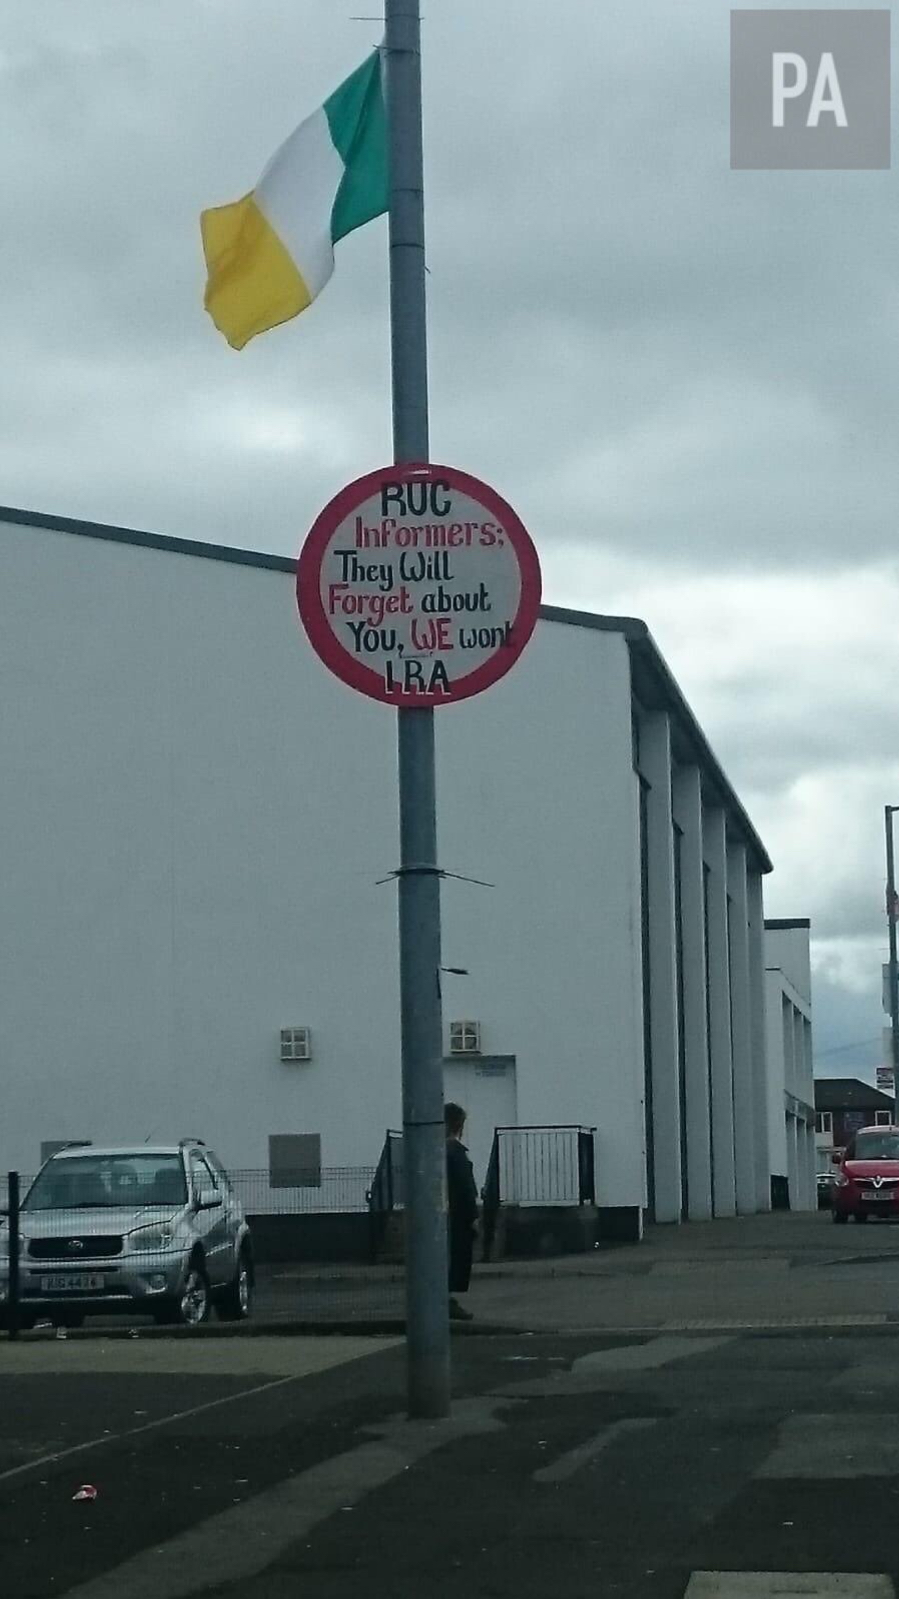 PA
RUC
Informers;
They Will
Forget about
You, WE wont
IRA